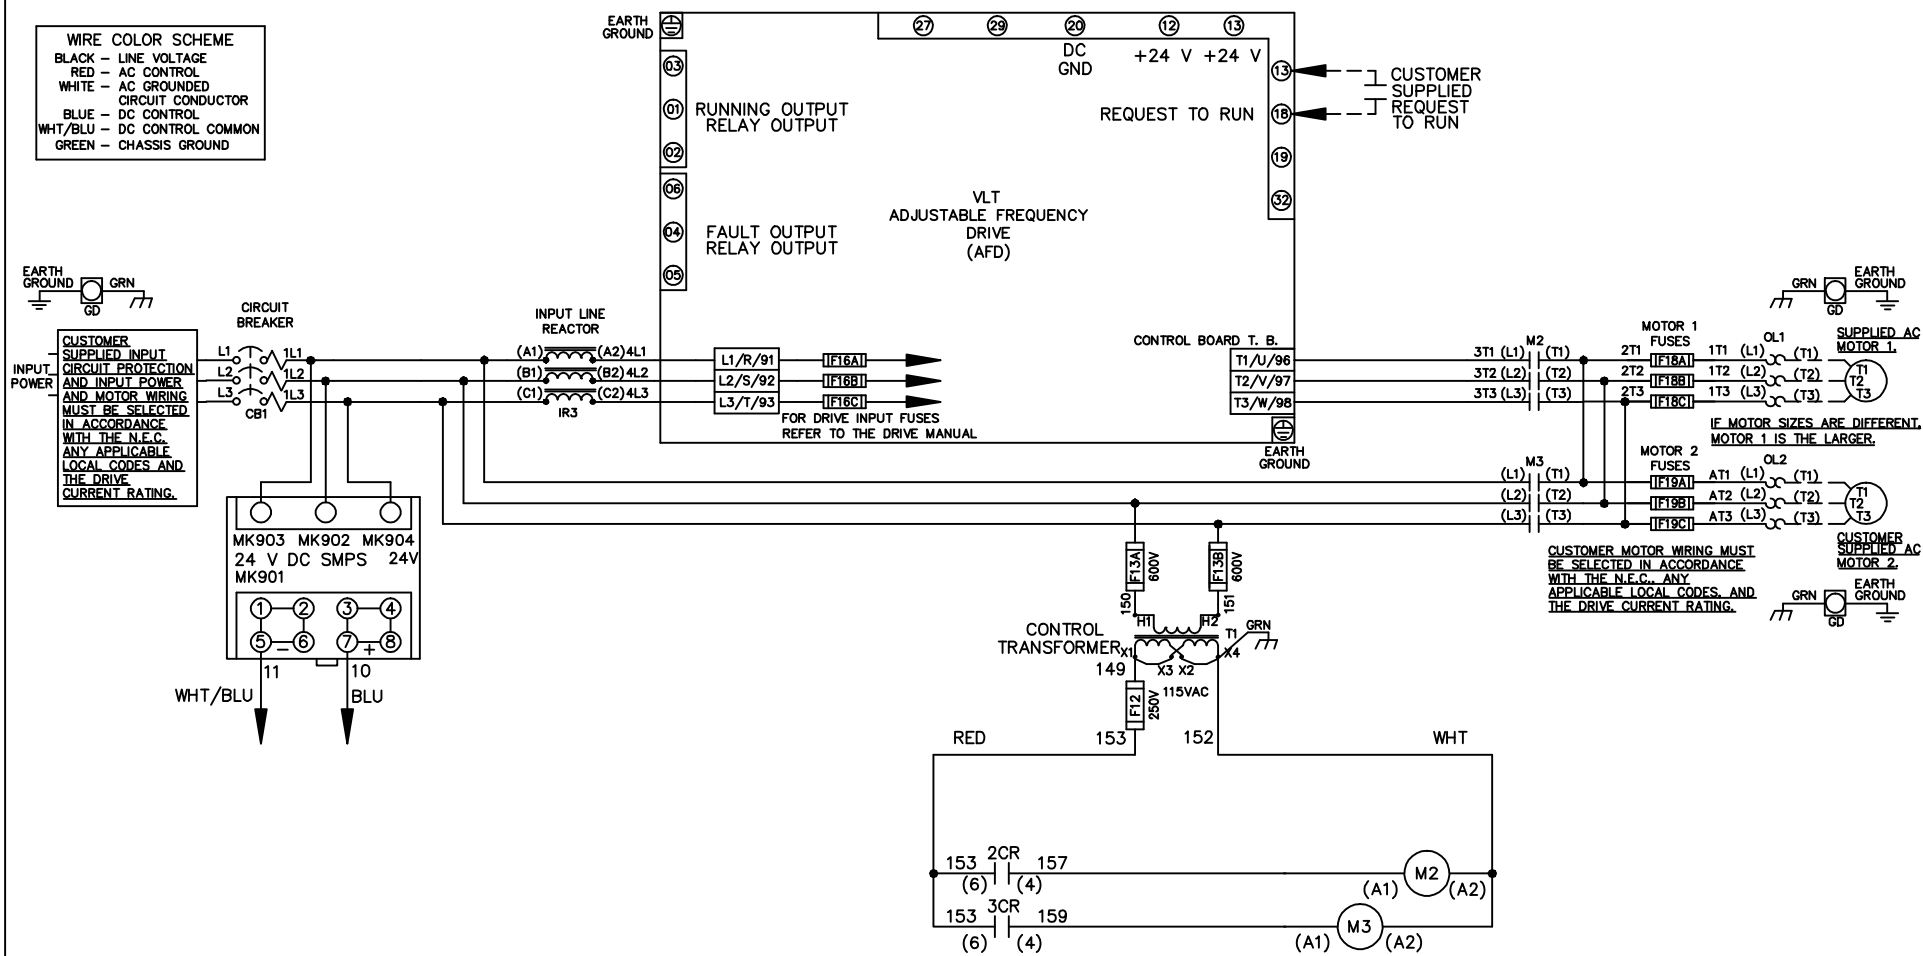 WIRE COLOR SCHEME
BLACK – LINE VOLTAGE
RED – AC CONTROL
WHITE – AC GROUNDED
CIRCUIT CONDUCTOR
BLUE – DC CONTROL
WHT/BLU – DC CONTROL COMMON
GREEN – CHASSIS GROUND
EARTH
GROUND
27 29 20 12 13
DC
GND
+24 V +24 V
03
01
02
RUNNING OUTPUT
RELAY OUTPUT
06
04
05
FAULT OUTPUT
RELAY OUTPUT
VLT
ADJUSTABLE FREQUENCY
DRIVE
(AFD)
REQUEST TO RUN
13
18
19
32
CUSTOMER
SUPPLIED
REQUEST
TO RUN
EARTH
GROUND
GRN
GD
INPUT
POWER
CUSTOMER
SUPPLIED INPUT
CIRCUIT PROTECTION
AND INPUT POWER
AND MOTOR WIRING
MUST BE SELECTED
IN ACCORDANCE
WITH THE N.E.C.
ANY APPLICABLE
LOCAL CODES AND
THE DRIVE
CURRENT RATING.
CIRCUIT
BREAKER
L1 1L1
L2 1L2
L3 1L3
CB1
INPUT LINE
REACTOR
(A1) (A2) 4L1
(B1) (B2) 4L2
(C1) (C2) 4L3
IR3
L1/R/91 F16A
L2/S/92 F16B
L3/T/93 F16C
FOR DRIVE INPUT FUSES
REFER TO THE DRIVE MANUAL
CONTROL BOARD T. B.
T1/U/96
T2/V/97
T3/W/98
EARTH
GROUND
M2
3T1 (L1) (T1)
3T2 (L2) (T2)
3T3 (L3) (T3)
MOTOR 1
FUSES
2T1 F18A 1T1 (L1) (T1)
2T2 F18B 1T2 (L2) (T2)
2T3 F18C 1T3 (L3) (T3)
OL1
GRN
GD
EARTH
GROUND
SUPPLIED AC
MOTOR 1.
T1
T2
T3
IF MOTOR SIZES ARE DIFFERENT,
MOTOR 1 IS THE LARGER.
M3
(L1) (T1)
(L2) (T2)
(L3) (T3)
MOTOR 2
FUSES
F19A AT1 (L1) (T1)
F19B AT2 (L2) (T2)
F19C AT3 (L3) (T3)
OL2
T1
T2
T3
CUSTOMER
SUPPLIED AC
MOTOR 2.
CUSTOMER MOTOR WIRING MUST
BE SELECTED IN ACCORDANCE
WITH THE N.E.C., ANY
APPLICABLE LOCAL CODES, AND
THE DRIVE CURRENT RATING.
GRN
GD
EARTH
GROUND
MK903 MK902 MK904
24 V DC SMPS 24V
MK901
1 2 3 4
5 – 6 7 + 8
11 10
WHT/BLU BLU
F13A 600V
F13B 600V
150 151
H1 H2
CONTROL
TRANSFORMER
T1
GRN
X1 X3 X2 X4
149
115VAC
F12 250V
153 152
RED WHT
153 2CR 157
(6) (4)
(A1) M2 (A2)
153 3CR 159
(6) (4)
(A1) M3 (A2)